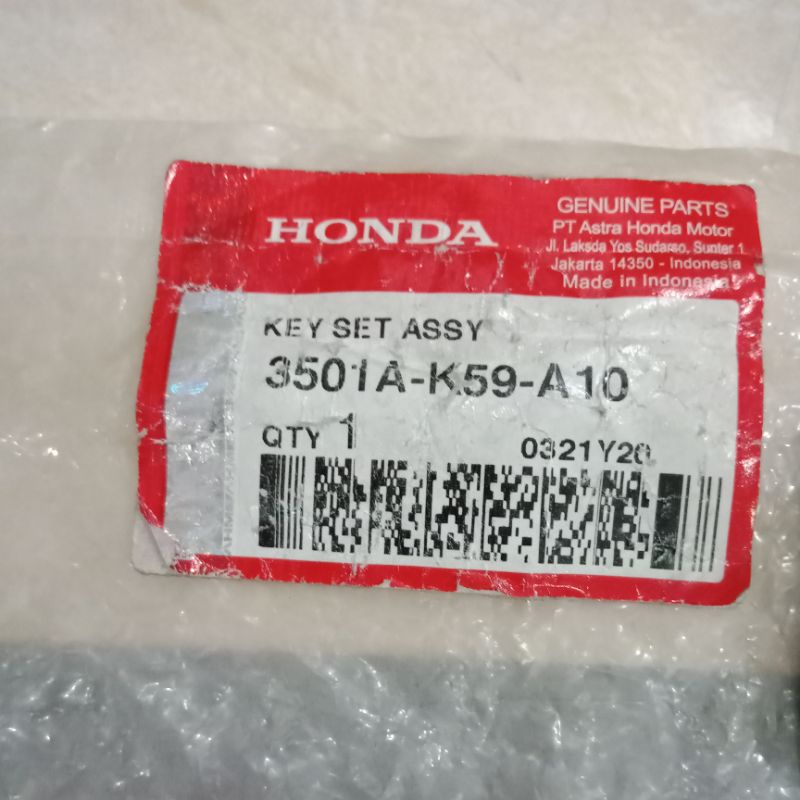 HONDA
GENUINE PARTS
PT Astra Honda Motor
Jl. Laksda Yos Sudarso, Sunter 1
Jakarta 14350 - Indonesia
Made in Indonesia
KEY SET ASSY
3501A-K59-A10
QTY 1
0321Y20